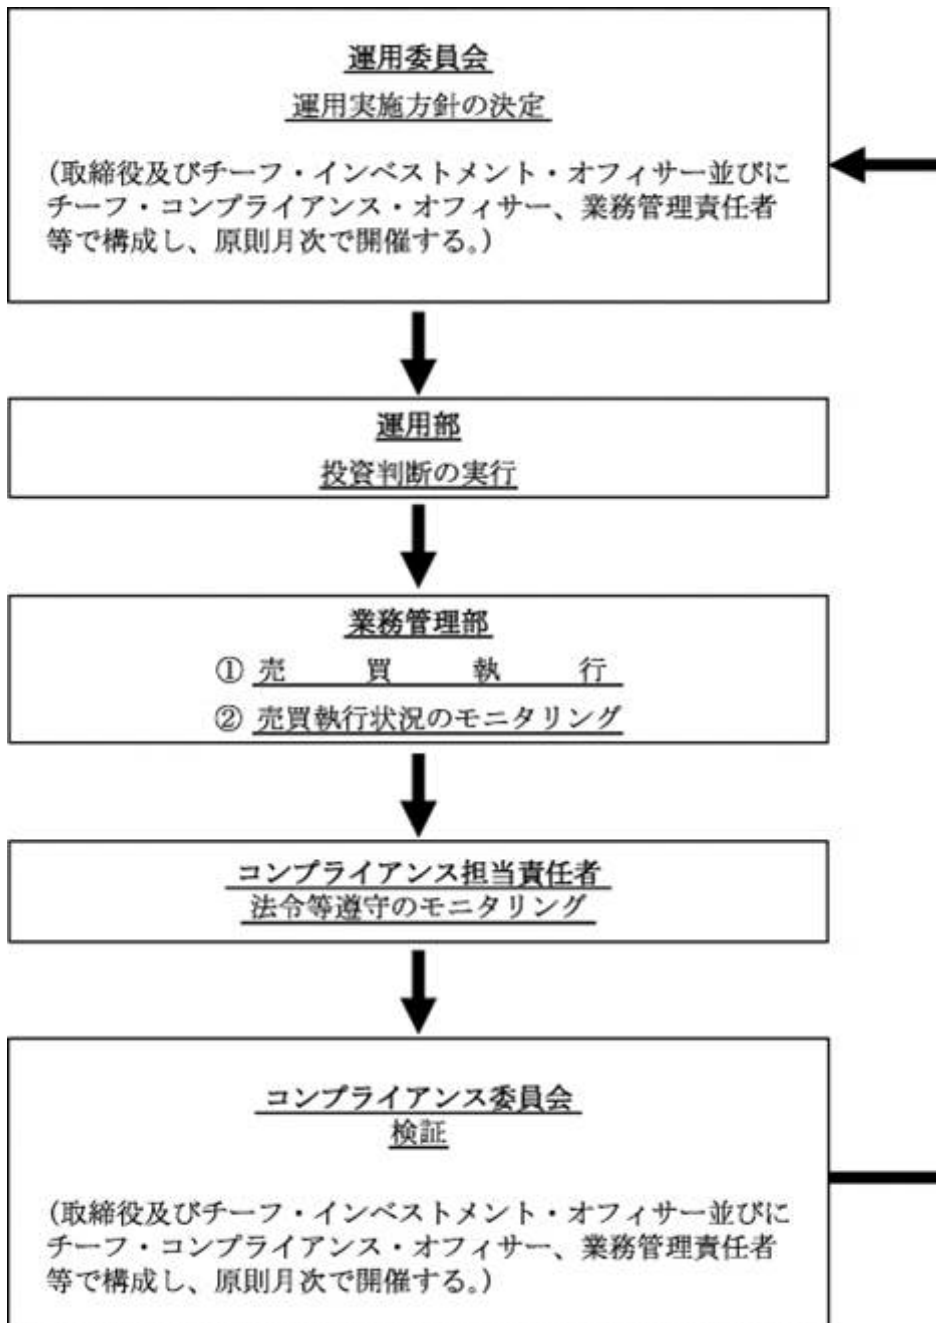 運用委員会
運用実施方針の決定
(取締役及びチーフ・インベストメント・オフィサー並びに
チーフ・コンプライアンス・オフィサー、業務管理責任者
等で構成し、原則月次で開催する。)
運用部
投資判断の実行
業務管理部
① 売 買 執 行
② 売買執行状況のモニタリング
コンプライアンス担当責任者
法令等遵守のモニタリング
コンプライアンス委員会
検証
(取締役及びチーフ・インベストメント・オフィサー並びに
チーフ・コンプライアンス・オフィサー、業務管理責任者
等で構成し、原則月次で開催する。)